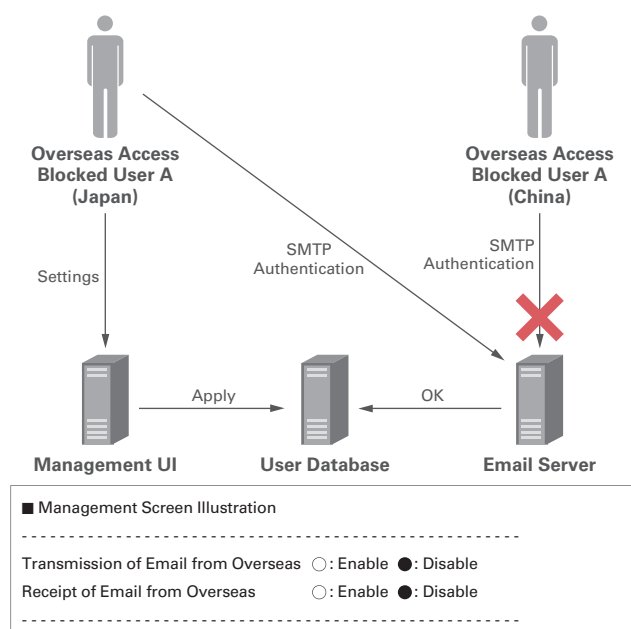 Overseas Access
Blocked User A
(Japan)
Overseas Access
Blocked User A
(China)
Settings
SMTP
Authentication
SMTP
Authentication
Apply
OK
Management UI
User Database
Email Server
■ Management Screen Illustration
Transmission of Email from Overseas ○: Enable ●: Disable
Receipt of Email from Overseas ○: Enable ●: Disable